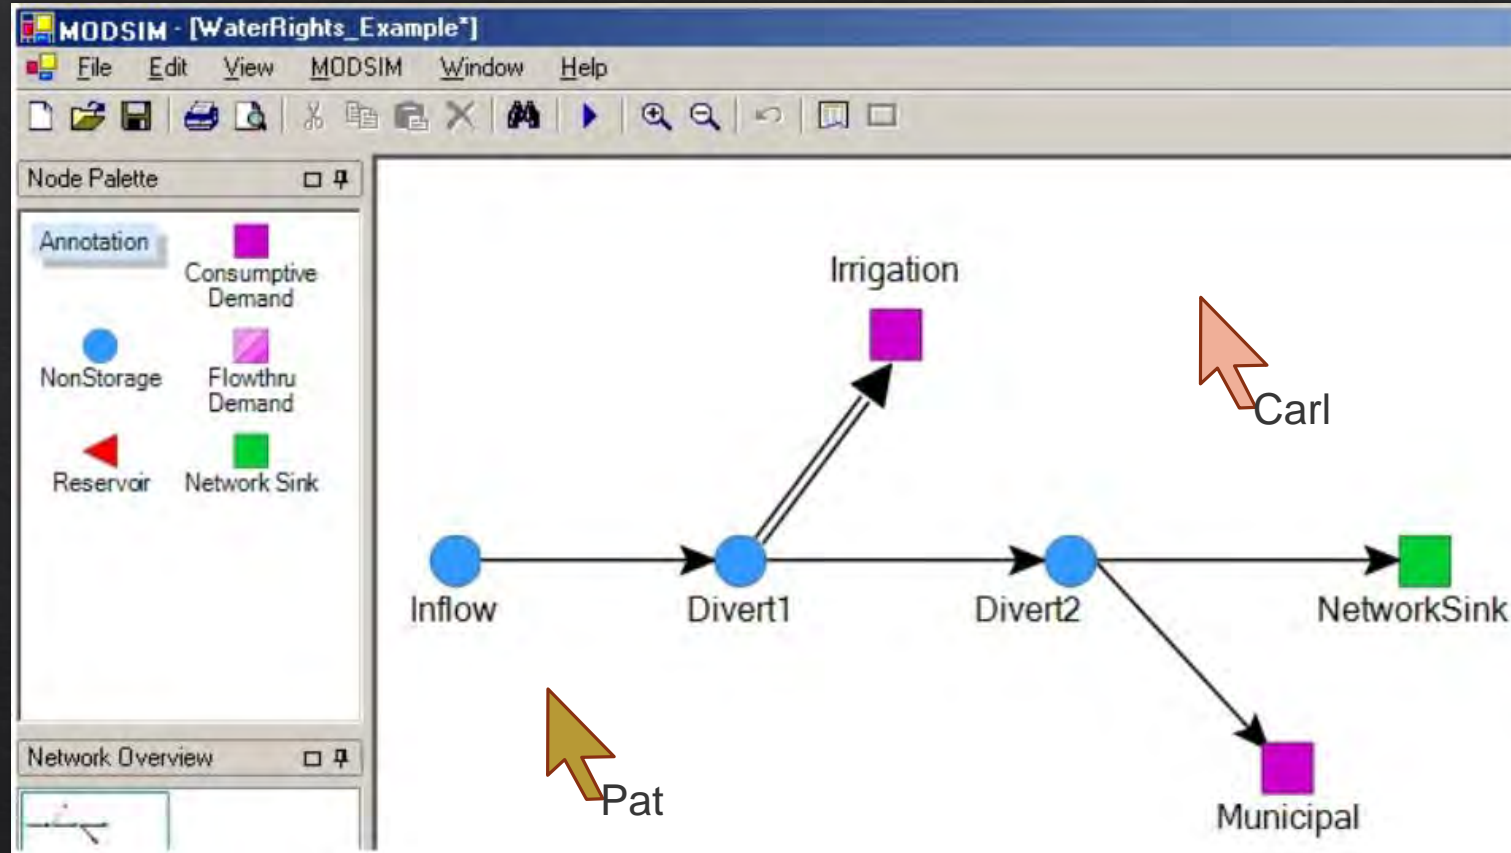 MODSIM - [WaterRights_Example*]
File Edit View MODSIM Window Help
Node Palette
Annotation
Consumptive
Demand
NonStorage
Flowthru
Demand
Reservoir
Network Sink
Network Overview
Irrigation
Carl
Inflow
Divert1
Divert2
NetworkSink
Pat
Municipal